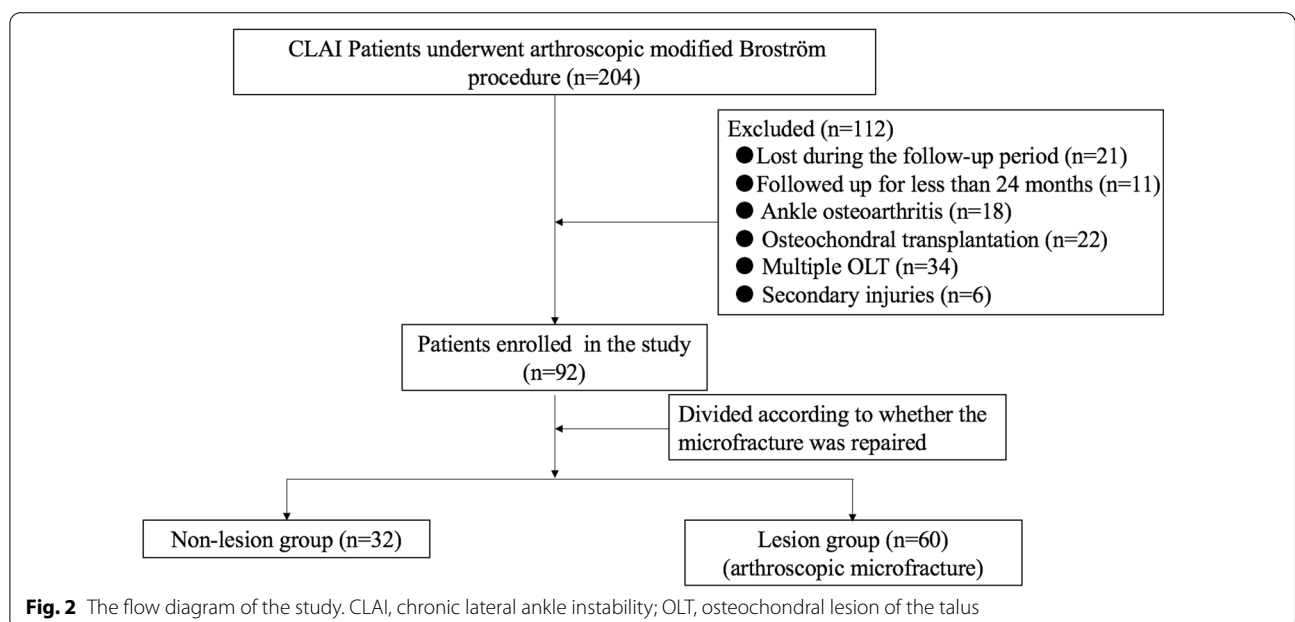 CLAI Patients underwent arthroscopic modified Broström
procedure (n=204)
Excluded (n=112)
●Lost during the follow-up period (n=21)
●Followed up for less than 24 months (n=11)
● Ankle osteoarthritis (n=18)
● Osteochondral transplantation (n=22)
● Multiple OLT (n=34)
● Secondary injuries (n=6)
Patients enrolled in the study
(n=92)
Divided according to whether the
microfracture was repaired
Non-lesion group (n=32)
Lesion group (n=60)
(arthroscopic microfracture)
Fig. 2 The flow diagram of the study. CLAI, chronic lateral ankle instability; OLT, osteochondral lesion of the talus